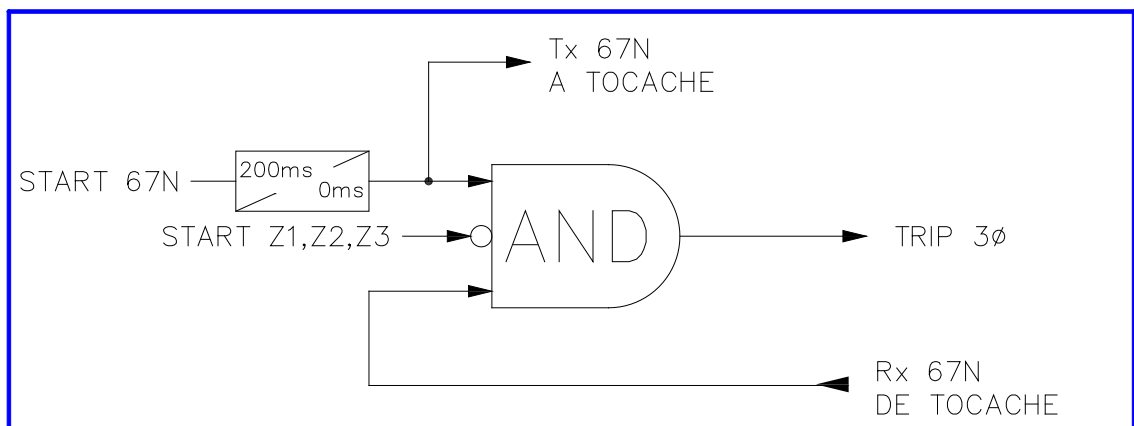 Tx 67N
A TOCACHE
START 67N
200ms
0ms
START Z1,Z2,Z3
AND
TRIP 3ø
Rx 67N
DE TOCACHE